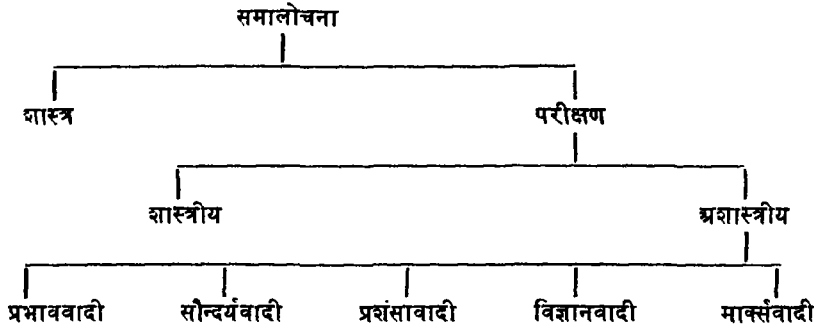 समालोचना
शास्त्र परीक्षण
शास्त्रीय अशास्त्रीय
प्रभाववादी सौन्दर्यवादी प्रशंसावादी विज्ञानवादी मार्क्सवादी